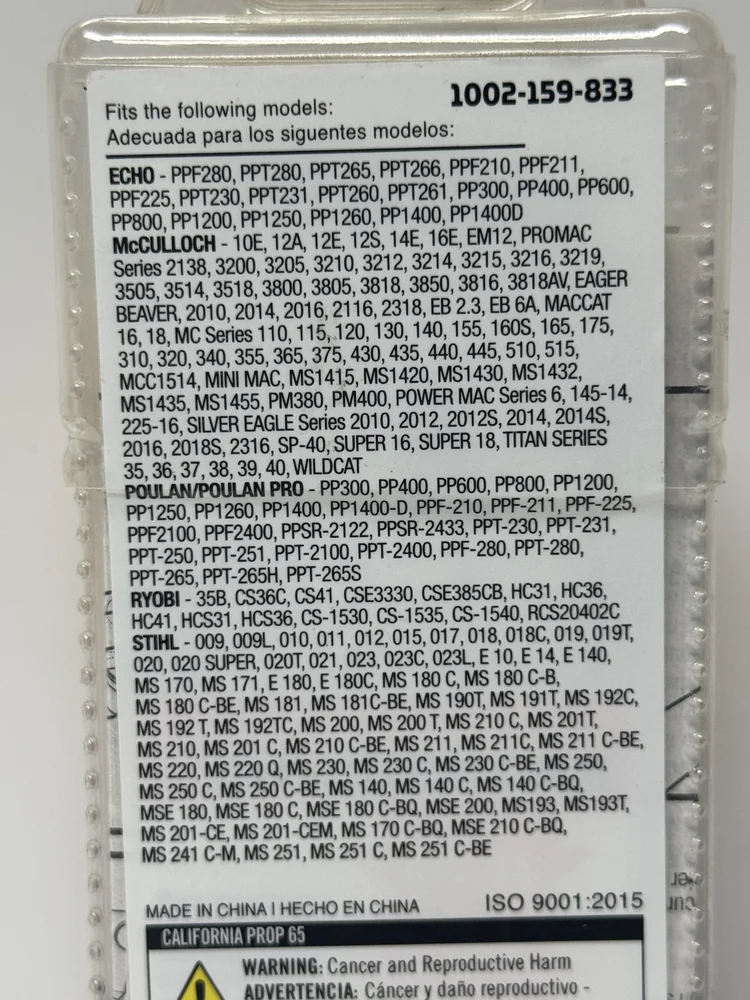 1002-159-833
Fits the following models:
Adecuada para los siguentes modelos:
ECHO - PPF280, PPT280, PPT265, PPT266, PPF210, PPF211,
PPF225, PPT230, PPT231, PPT260, PPT261, PP300, PP400, PP600,
PP800, PP1200, PP1250, PP1260, PP1400, PP1400D
McCULLOCH - 10E, 12A, 12E, 12S, 14E, 16E, EM12, PROMAC
Series 2138, 3200, 3205, 3210, 3212, 3214, 3215, 3216, 3219,
3505, 3514, 3518, 3800, 3805, 3818, 3850, 3816, 3818AV, EAGER
BEAVER, 2010, 2014, 2016, 2116, 2318, EB 2.3, EB 6A, MACCAT
16, 18, MC Series 110, 115, 120, 130, 140, 155, 160S, 165, 175,
310, 320, 340, 355, 365, 375, 430, 435, 440, 445, 510, 515,
MCC1514, MINI MAC, MS1415, MS1420, MS1430, MS1432,
MS1435, MS1455, PM380, PM400, POWER MAC Series 6, 145-14,
225-16, SILVER EAGLE Series 2010, 2012, 2012S, 2014, 2014S,
2016, 2018S, 2316, SP-40, SUPER 16, SUPER 18, TITAN SERIES
35, 36, 37, 38, 39, 40, WILDCAT
POULAN/POULAN PRO - PP300, PP400, PP600, PP800, PP1200,
PP1250, PP1260, PP1400, PP1400-D, PPF-210, PPF-211, PPF-225,
PPF2100, PPF2400, PPSR-2122, PPSR-2433, PPT-230, PPT-231,
PPT-250, PPT-251, PPT-2100, PPT-2400, PPF-280, PPT-280,
PPT-265, PPT-265H, PPT-265S
RYOBI - 35B, CS36C, CS41, CSE3330, CSE385CB, HC31, HC36,
HC41, HCS31, HCS36, CS-1530, CS-1535, CS-1540, RCS20402C
STIHL - 009, 009L, 010, 011, 012, 015, 017, 018, 018C, 019, 019T,
020, 020 SUPER, 020T, 021, 023, 023C, 023L, E 10, E 14, E 140,
MS 170, MS 171, E 180, E 180C, MS 180 C, MS 180 C-B,
MS 180 C-BE, MS 181, MS 181C-BE, MS 190T, MS 191T, MS 192C,
MS 192 T, MS 192TC, MS 200, MS 200 T, MS 210 C, MS 201T,
MS 210, MS 201 C, MS 210 C-BE, MS 211, MS 211C, MS 211 C-BE,
MS 220, MS 220 Q, MS 230, MS 230 C, MS 230 C-BE, MS 250,
MS 250 C, MS 250 C-BE, MS 140, MS 140 C, MS 140 C-BQ,
MSE 180, MSE 180 C, MSE 180 C-BQ, MSE 200, MS193, MS193T,
MS 201-CE, MS 201-CEM, MS 170 C-BQ, MSE 210 C-BQ,
MS 241 C-M, MS 251, MS 251 C, MS 251 C-BE
MADE IN CHINA I HECHO EN CHINA ISO 9001:2015
CALIFORNIA PROP 65
WARNING: Cancer and Reproductive Harm
ADVERTENCIA: Cáncer y daño reproductivo -